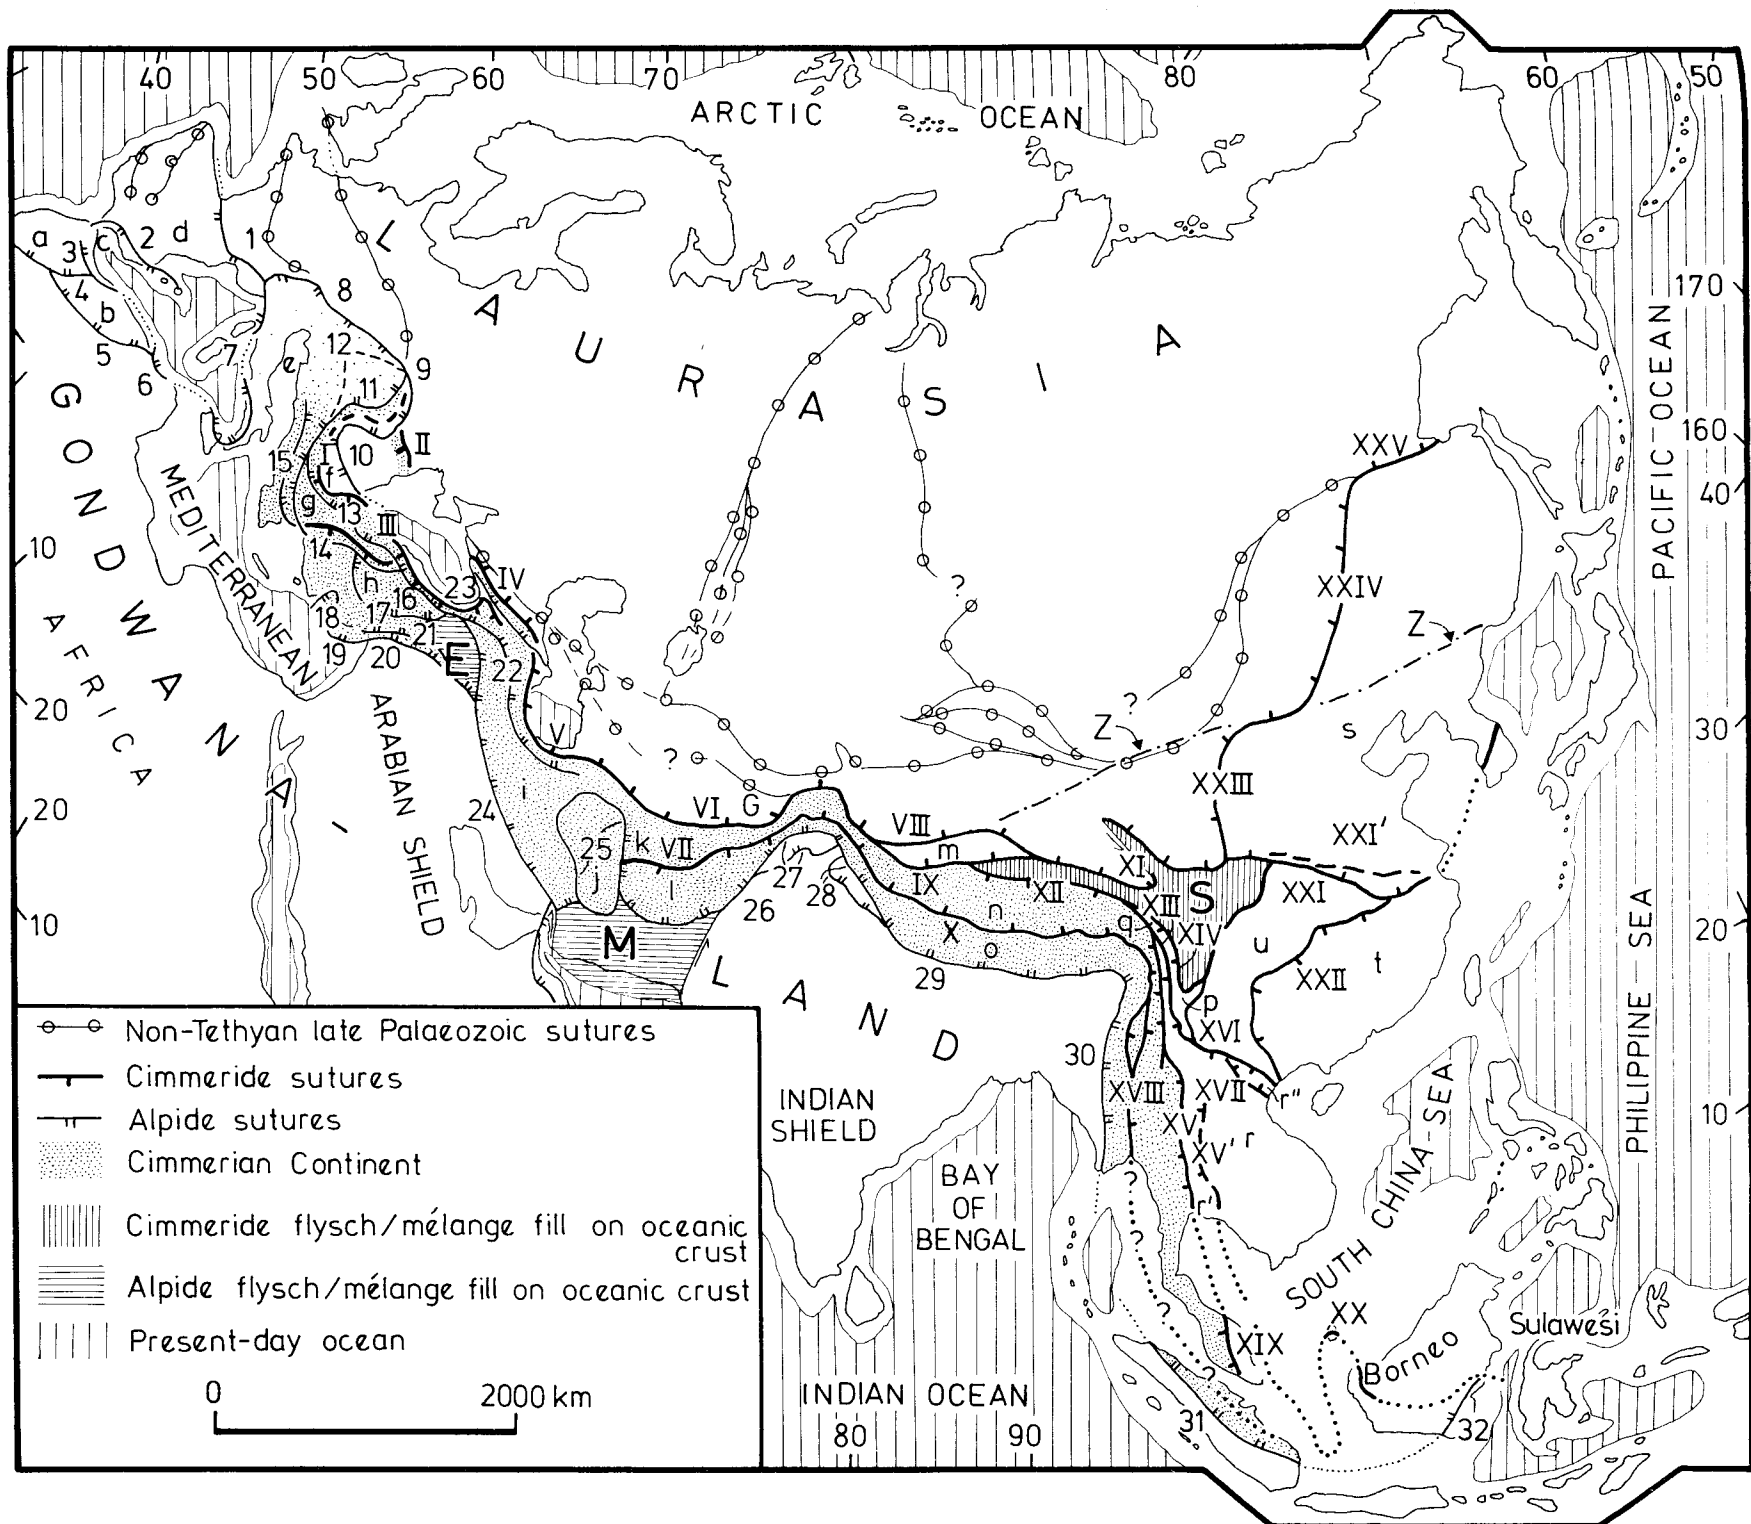 40 50 60 70 80 60 50
ARCTIC OCEAN
a 3 c 2 d 1 L
4 b 8
5 6 7 e 12 9
11
170
L A U R A S I A
PACIFIC-OCEAN
160
40
GONDWANA-LAND
AFRICA
MEDITERRANEAN
15 I f 10 II
g 13 III
14 h 16 23 IV
17 18 21
19 20 E 22
10
20
20
10
ARABIAN SHIELD
XXV
XXIV
Z
? ? ?
Z
30
s
V
24 i
VI G
25 k VII
j l
M
26 27 28
VIII
m
IX
XII
XI
XIII
S
XIV
XXIII
XXI'
XXI
n
X
o
q
29
u
XXII
t
p
XVI
20
30
XVIII
XVII
r"
XV
XV'
r
r'
10
PHILIPPINE-SEA
INDIAN
SHIELD
BAY
OF
BENGAL
? ? ? ?
SOUTH CHINA-SEA
XIX
XX
Borneo
Sulawesi
31
32
INDIAN OCEAN
80 90
Non-Tethyan late Palaeozoic sutures
Cimmeride sutures
Alpide sutures
Cimmerian Continent
Cimmeride flysch/mélange fill on oceanic
crust
Alpide flysch/mélange fill on oceanic crust
Present-day ocean
0 2000 km